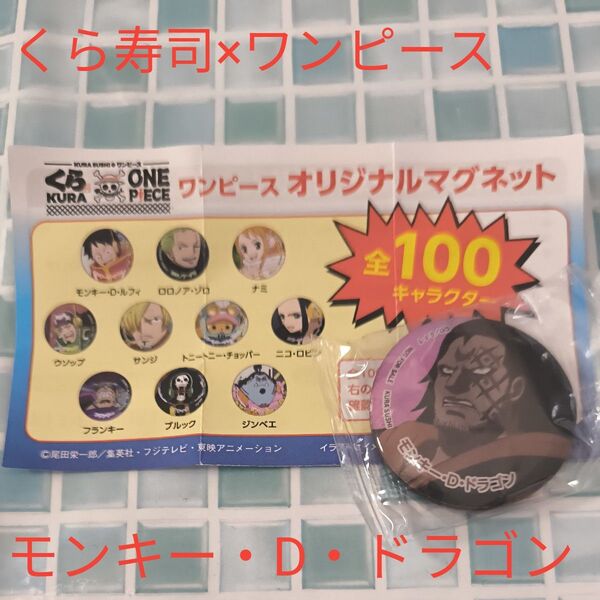 くら寿司×ワンピース
KURA SUSHI × ワンピース
くら
KURA
ONE
PIECE
ワンピース オリジナルマグネット
全100
キャラクター
モンキー・D・ルフィ
ロロノア・ゾロ
ナミ
ウソップ
サンジ
トニートニー・チョッパー
ニコ・ロビン
フランキー
ブルック
ジンベエ
右の
©尾田栄一郎／集英社・フジテレビ・東映アニメーション
NOT FOR SALE
KURA SUSHI
モンキー・D・ドラゴン
モンキー・D・ドラゴン